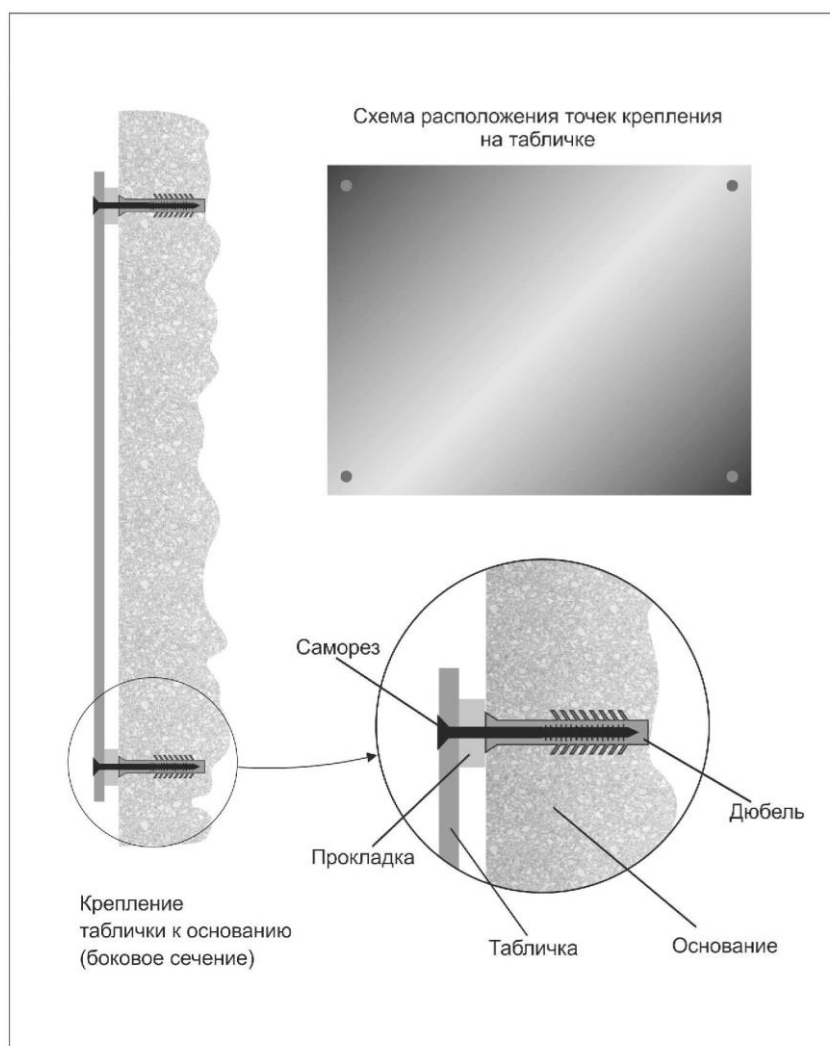 Схема расположения точек крепления
на табличке
Саморез
Дюбель
Прокладка
Табличка
Основание
Крепление
таблички к основанию
(боковое сечение)